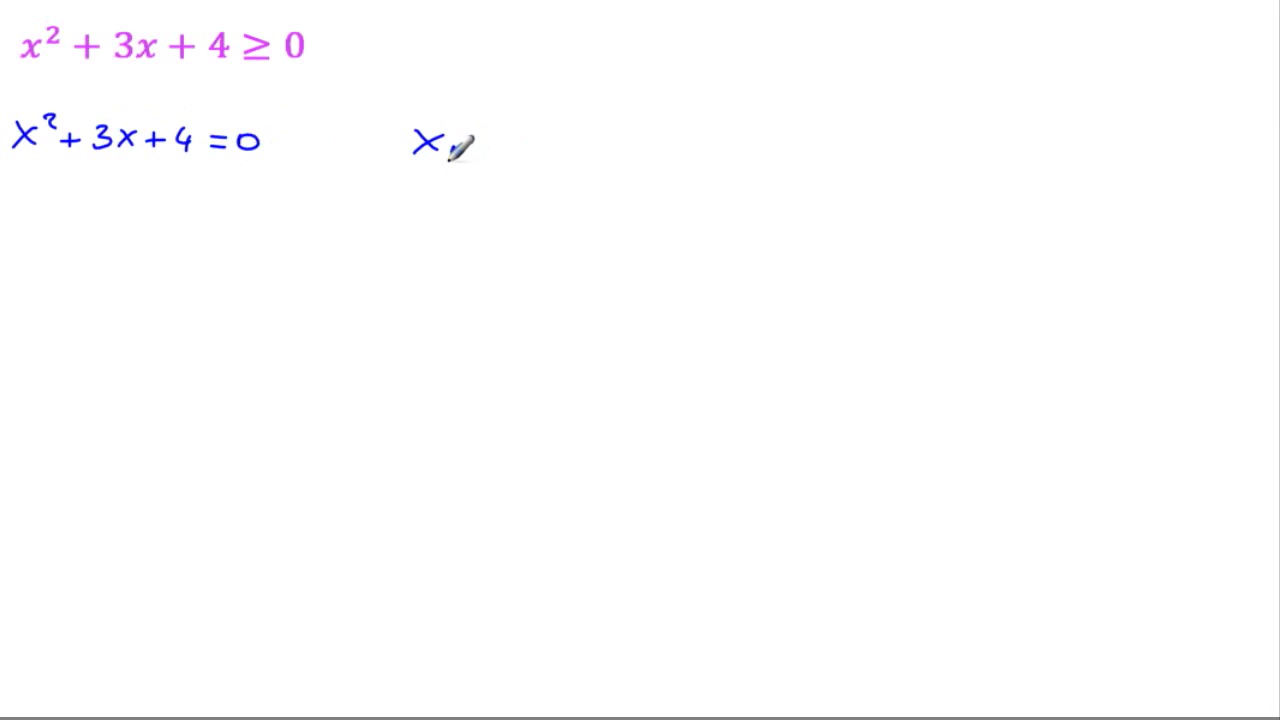 x² + 3x + 4 ≥ 0
x² + 3x + 4 = 0 x